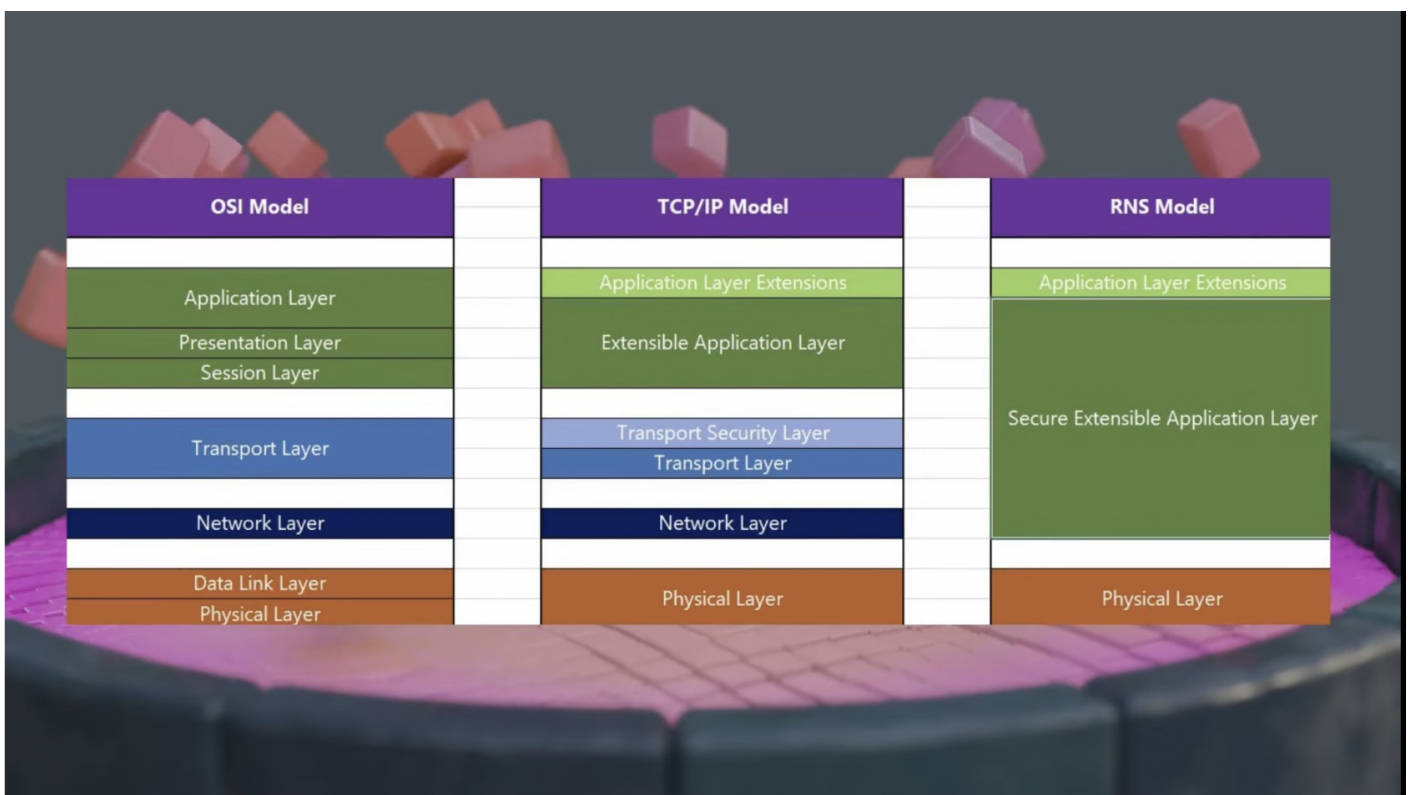 OSI Model
Application Layer
Presentation Layer
Session Layer
Transport Layer
Network Layer
Data Link Layer
Physical Layer
TCP/IP Model
Application Layer Extensions
Extensible Application Layer
Transport Security Layer
Transport Layer
Network Layer
Physical Layer
RNS Model
Application Layer Extensions
Secure Extensible Application Layer
Physical Layer